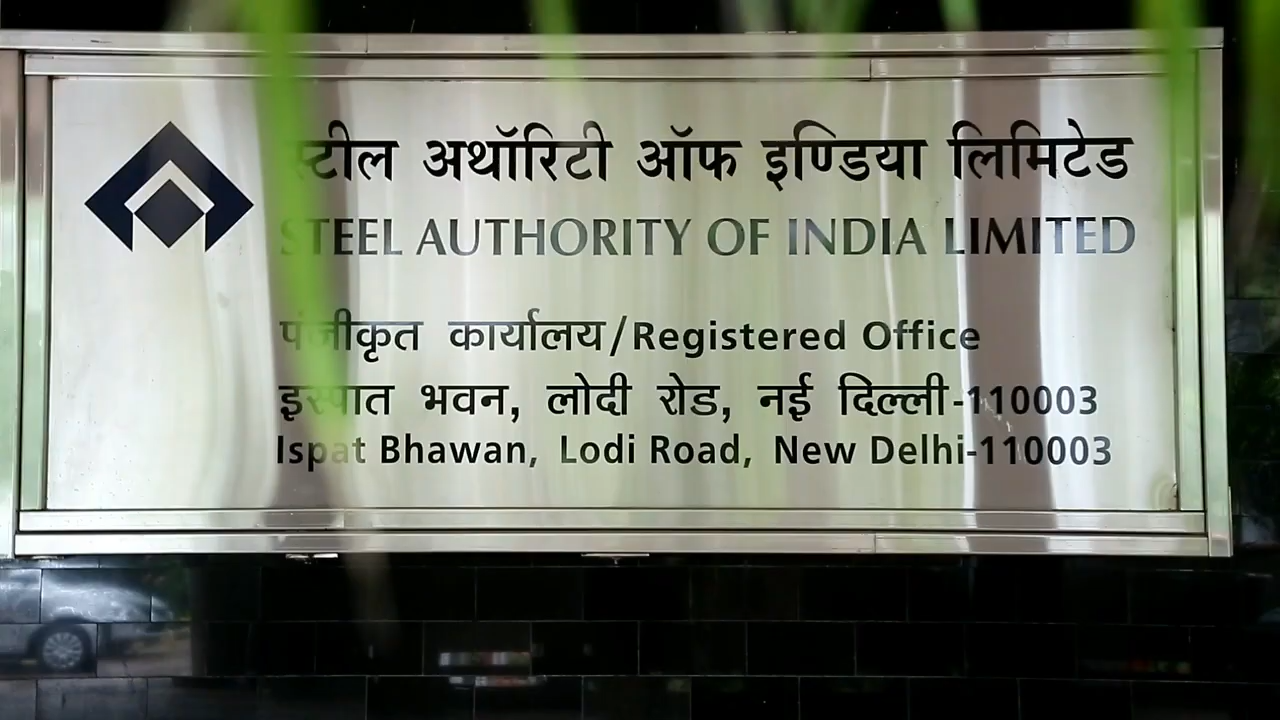 स्टील अथॉरिटी ऑफ इण्डिया लिमिटेड
STEEL AUTHORITY OF INDIA LIMITED
पंजीकृत कार्यालय/Registered Office
इस्पात भवन, लोदी रोड, नई दिल्ली-110003
Ispat Bhawan, Lodi Road, New Delhi-110003